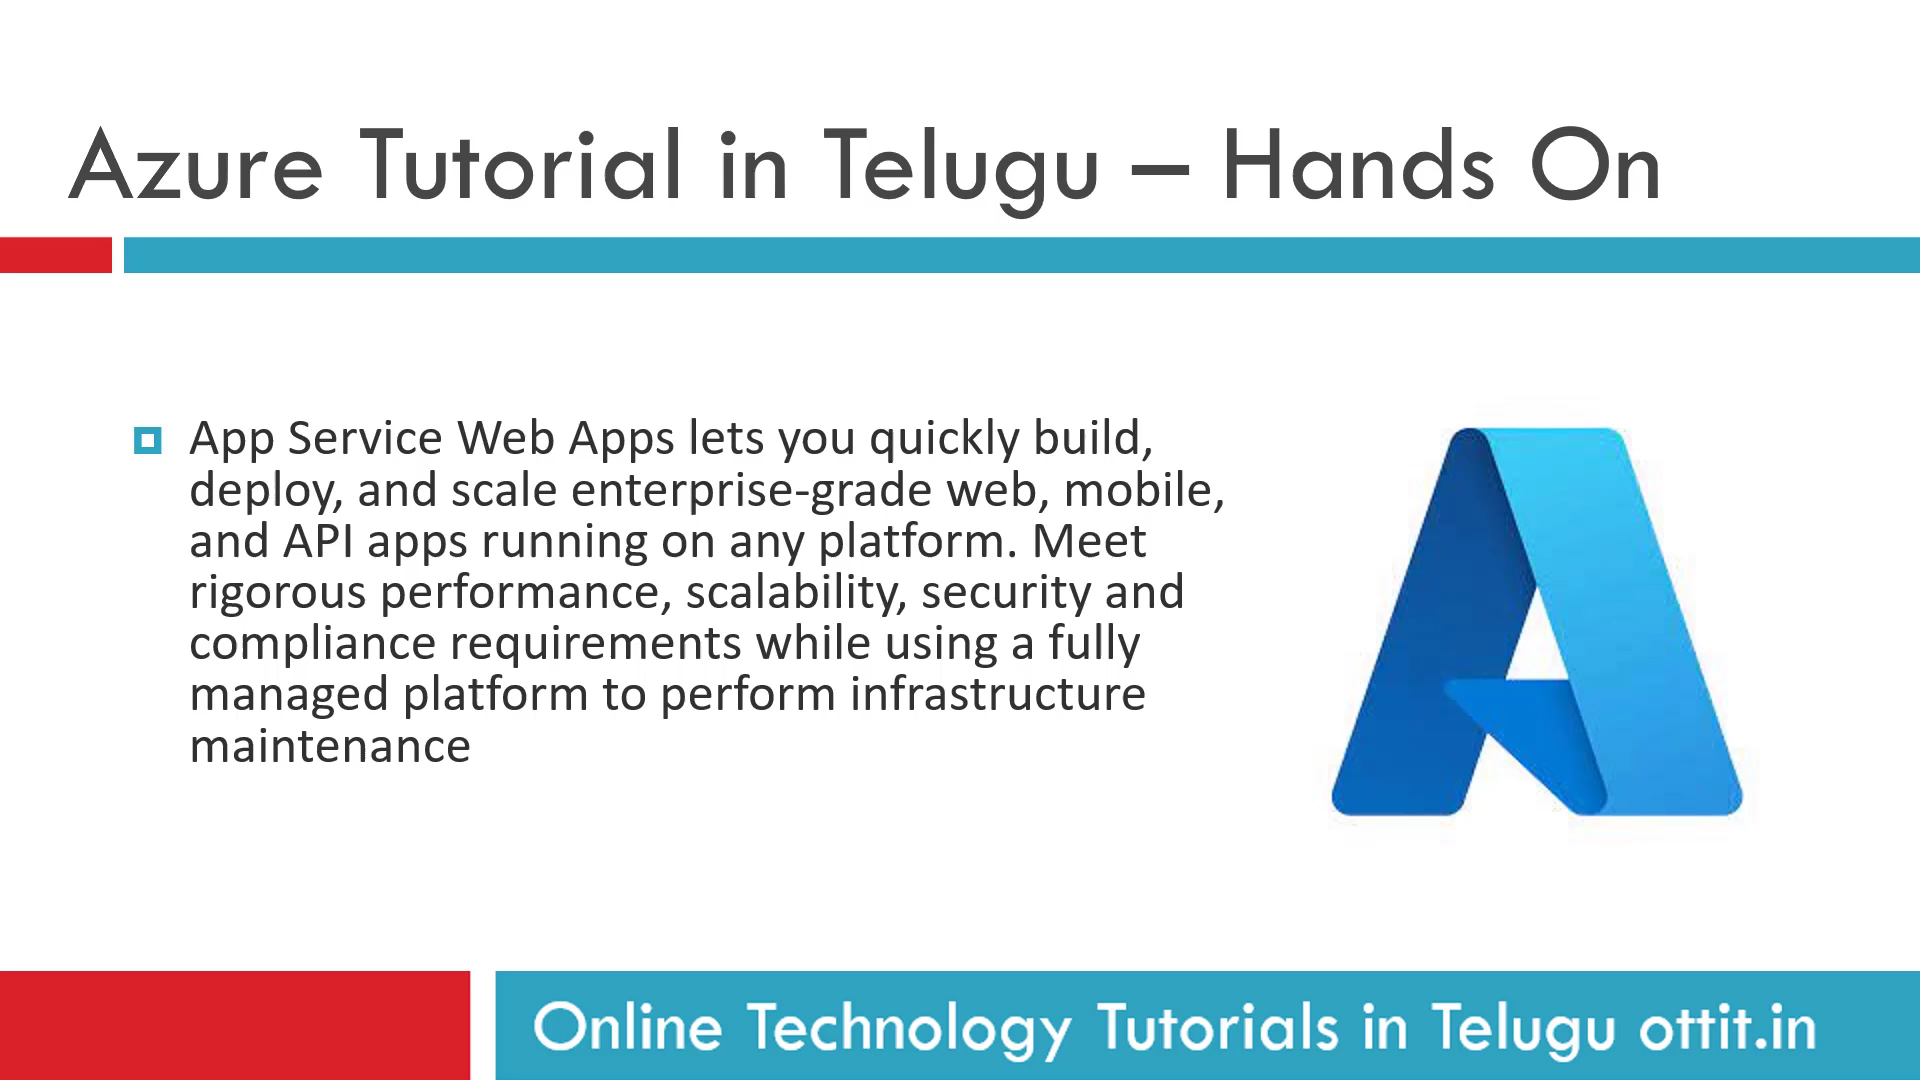 Azure Tutorial in Telugu – Hands On
App Service Web Apps lets you quickly build,
deploy, and scale enterprise-grade web, mobile,
and API apps running on any platform. Meet
rigorous performance, scalability, security and
compliance requirements while using a fully
managed platform to perform infrastructure
maintenance
Online Technology Tutorials in Telugu ottit.in